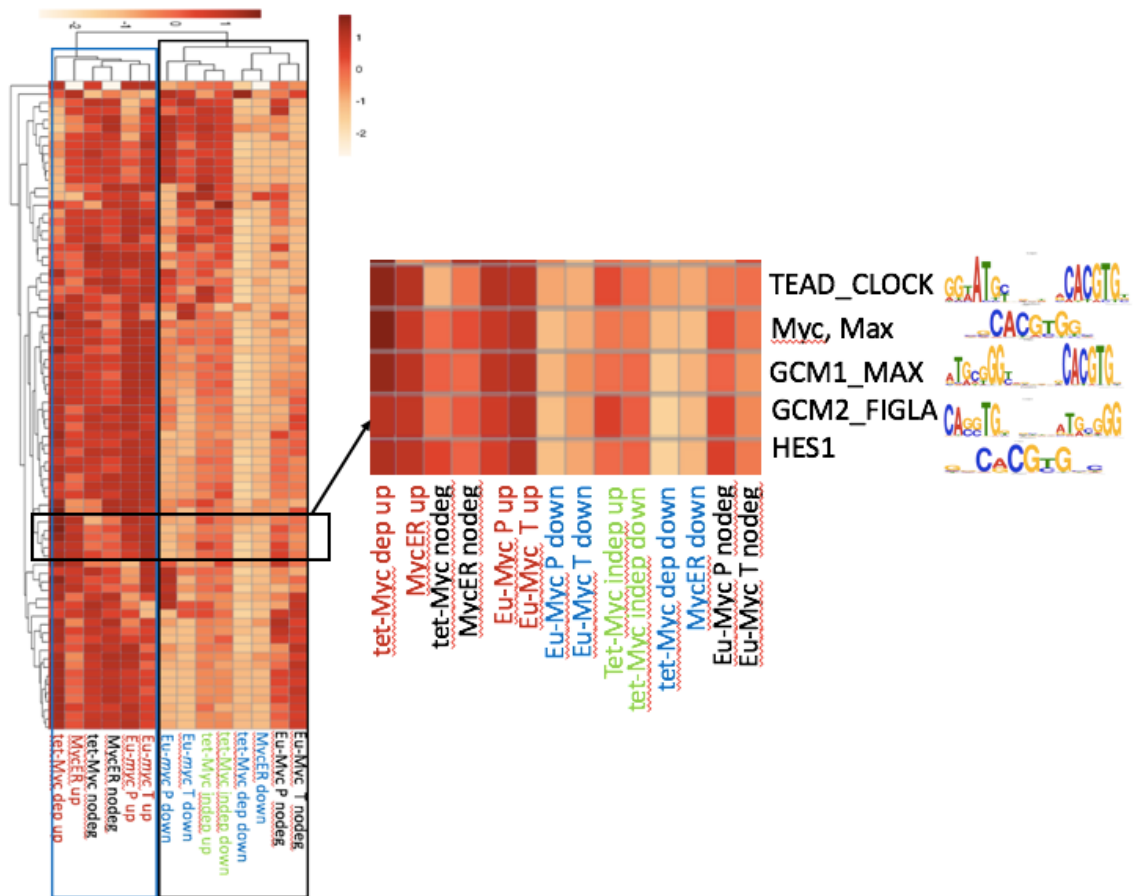 -2
-1
0
1
1
0
-1
-2
TEAD_CLOCK
Myc, Max
GCM1_MAX
GCM2_FIGLA
HES1
tet-Myc dep up
MycER up
tet-Myc nodeg
MycER nodeg
Eu-Myc P up
Eu-Myc T up
Eu-Myc P down
Eu-Myc T down
Tet-Myc indep up
tet-Myc indep down
tet-Myc dep down
MycER down
Eu-Myc P nodeg
Eu-Myc T nodeg
tet-Myc dep up
MycER up
tet-Myc nodeg
MycER nodeg
Eu-myc P up
Eu-myc T up
Eu-myc P down
Eu-myc T down
tet-Myc indep up
tet-Myc indep down
tet-Myc dep down
MycER down
Eu-Myc P nodeg
Eu-Myc T nodeg